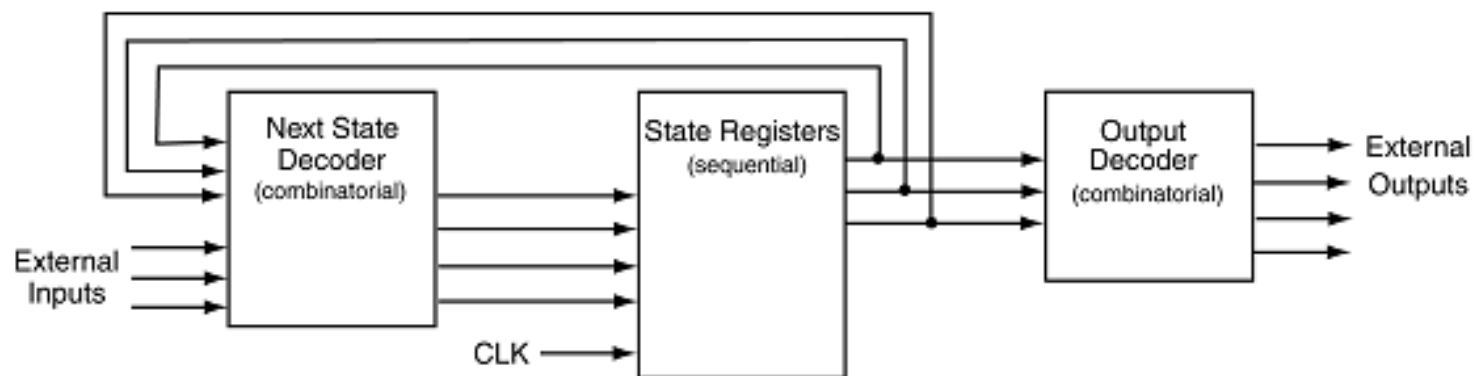 Next State
Decoder
(combinatorial)
External
Inputs
State Registers
(sequential)
CLK
Output
Decoder
(combinatorial)
External
Outputs